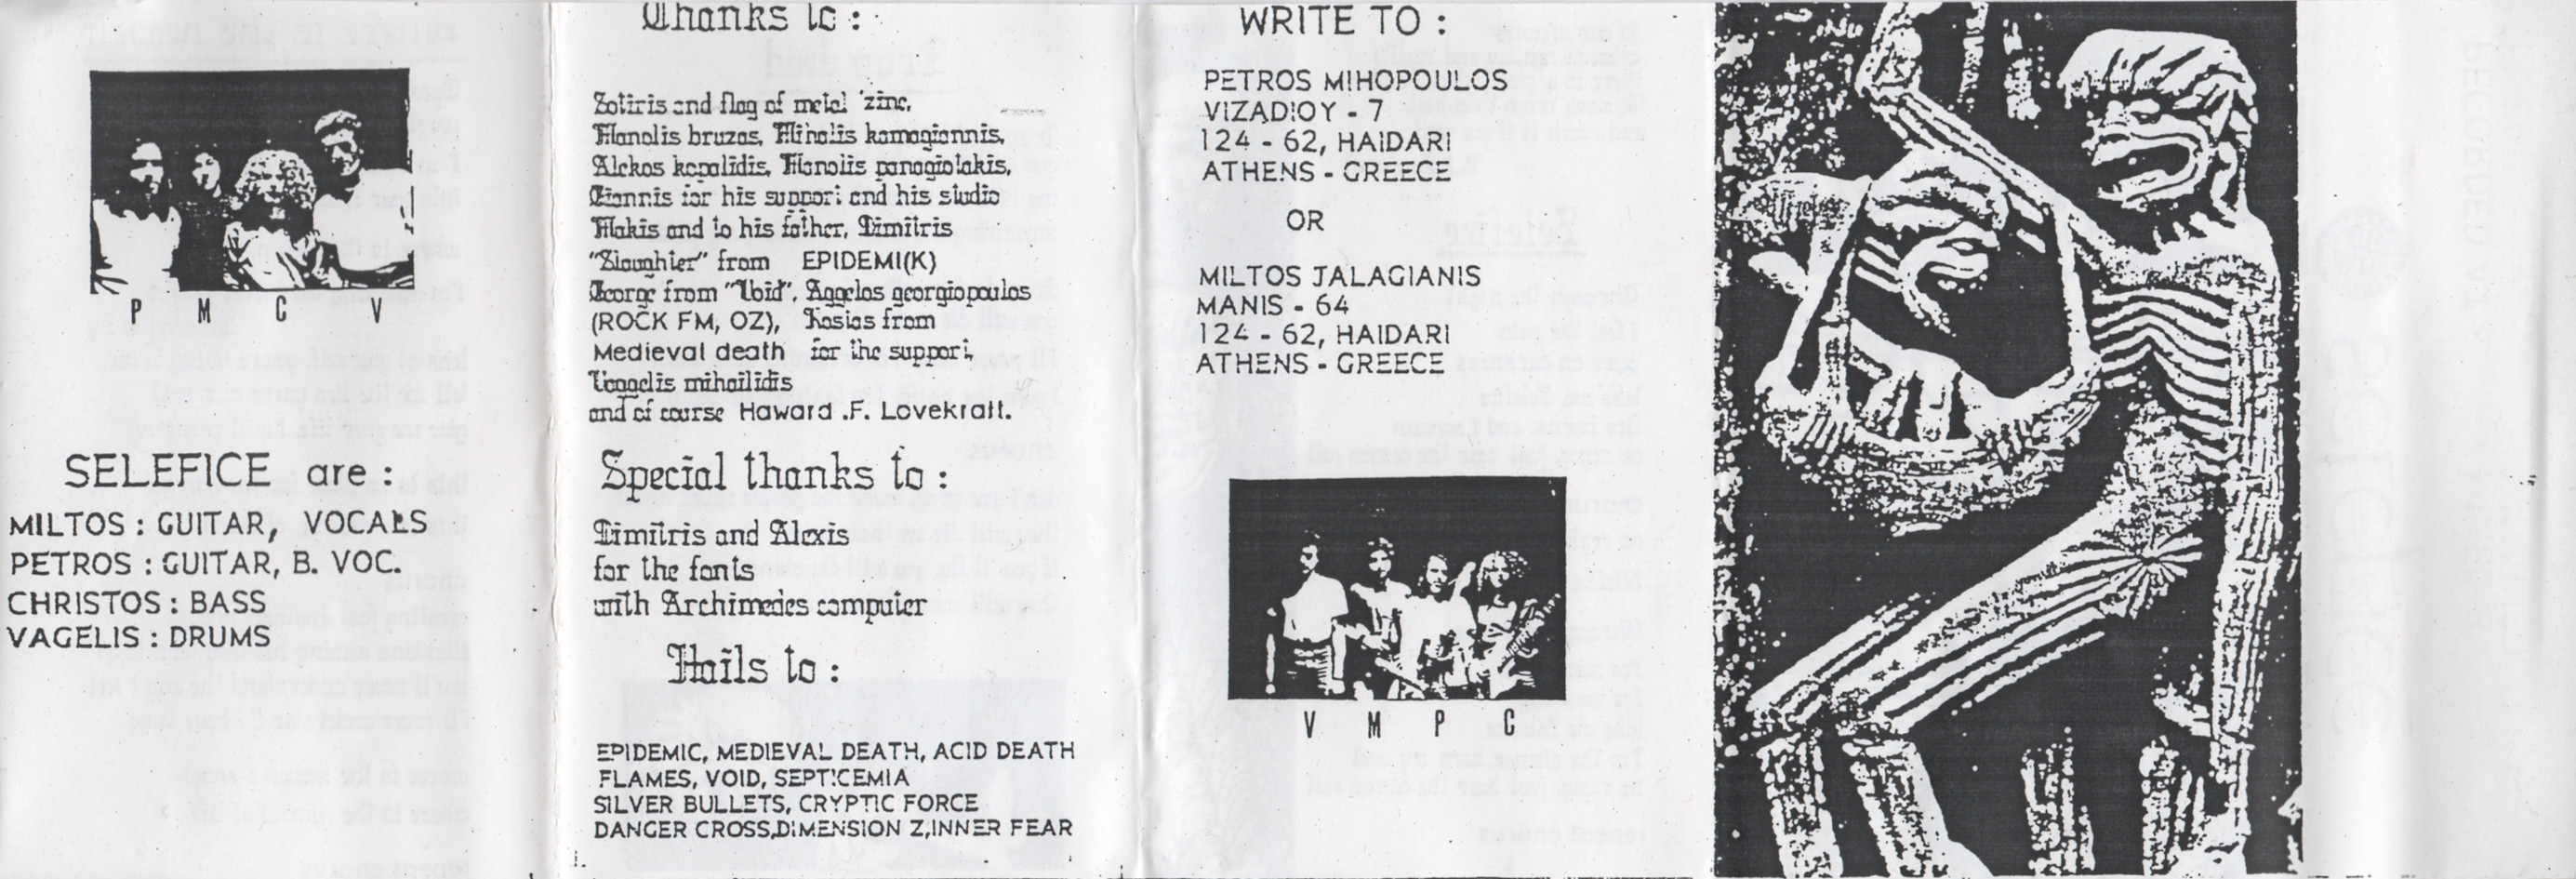 P M C V
SELEFICE are :
MILTOS : GUITAR, VOCALS
PETROS : GUITAR, B. VOC.
CHRISTOS : BASS
VAGELIS : DRUMS
Thanks to :
Sotiris and flag of metal 'zine,
Manolis bruzas, Mihalis kamagiannis,
Alekos kapalidis, Manolis panagiotakis,
Giannis for his support and his studio
Makis and to his father, Dimitris
"Slaughter" from EPIDEMI(K)
George from "Void", Aggelos georgiopoulos
(ROCK FM, OZ), Kostas from
Medieval death for the support,
Vaggelis mihailidis
and of course Haward .F. Lovekraft.
Special thanks to :
Dimitris and Alexis
for the fonts
with Archimedes computer
Hails to :
EPIDEMIC, MEDIEVAL DEATH, ACID DEATH
FLAMES, VOID, SEPTICEMIA
SILVER BULLETS, CRYPTIC FORCE
DANGER CROSS,DIMENSION Z,INNER FEAR
WRITE TO :
PETROS MIHOPOULOS
VIZADIOY - 7
124 - 62, HAIDARI
ATHENS - GREECE
OR
MILTOS JALAGIANIS
MANIS - 64
124 - 62, HAIDARI
ATHENS - GREECE
V M P C